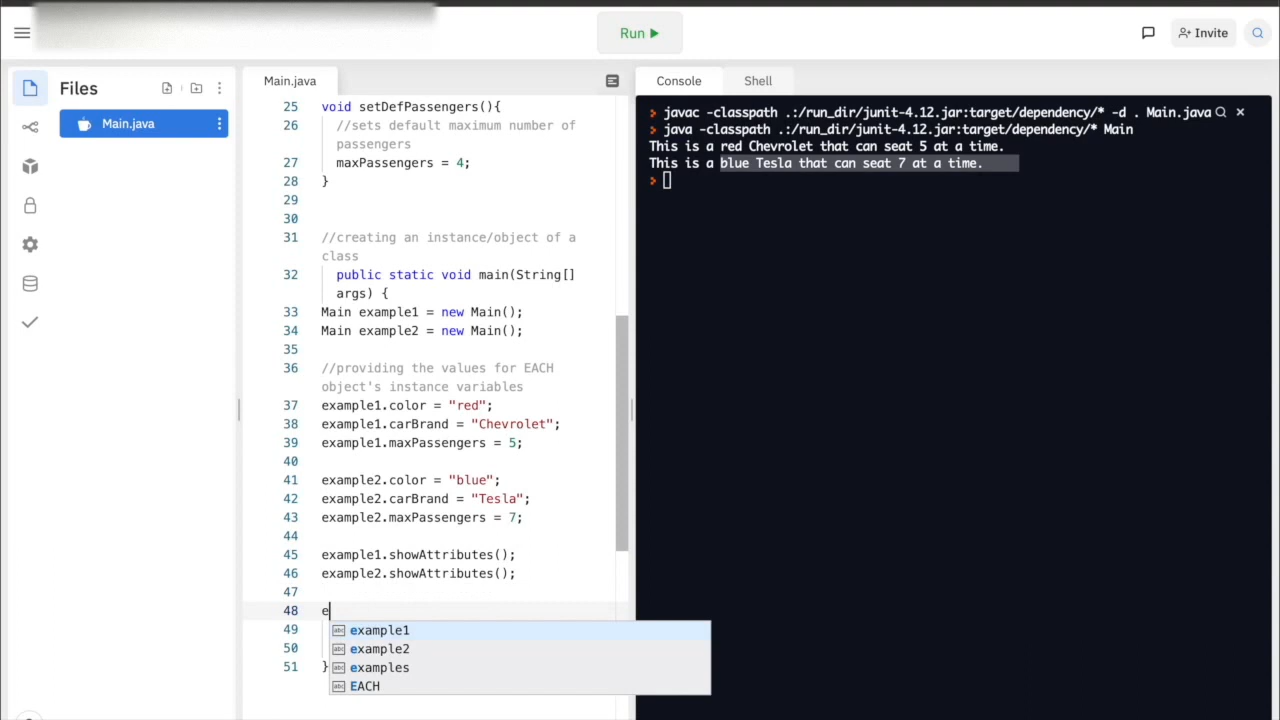 Run
Invite
Files
Main.java
Main.java
25 void setDefPassengers(){
26 //sets default maximum number of
passengers
27 maxPassengers = 4;
28 }
29
30
31 //creating an instance/object of a
class
32 public static void main(String[]
args) {
33 Main example1 = new Main();
34 Main example2 = new Main();
35
36 //providing the values for EACH
object's instance variables
37 example1.color = "red";
38 example1.carBrand = "Chevrolet";
39 example1.maxPassengers = 5;
40
41 example2.color = "blue";
42 example2.carBrand = "Tesla";
43 example2.maxPassengers = 7;
44
45 example1.showAttributes();
46 example2.showAttributes();
47
48 e
49
50
51 }
abc example1
abc example2
abc examples
abc EACH
Console
Shell
javac -classpath .:/run_dir/junit-4.12.jar:target/dependency/* -d . Main.java
java -classpath .:/run_dir/junit-4.12.jar:target/dependency/* Main
This is a red Chevrolet that can seat 5 at a time.
This is a blue Tesla that can seat 7 at a time.